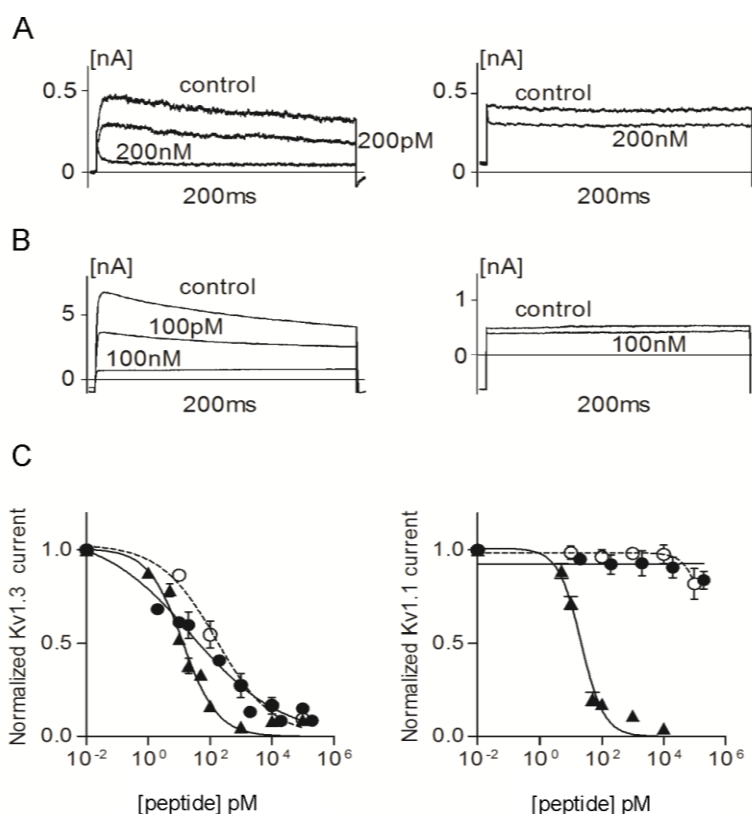 A
[nA]
0.5
control
200pM
200nM
0
200ms
[nA]
0.5
control
200nM
0
200ms
B
[nA]
control
5
100pM
100nM
0
200ms
[nA]
1
control
100nM
0
200ms
C
Normalized Kv1.3 current
1.0
0.5
0.0
10-2 100 102 104 106
[peptide] pM
Normalized Kv1.1 current
1.0
0.5
0.0
10-2 100 102 104 106
[peptide] pM